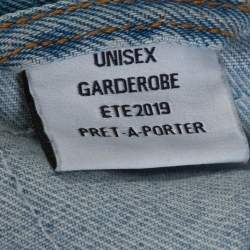 UNISEX
GARDEROBE
ETE2019
PRET-A-PORTER